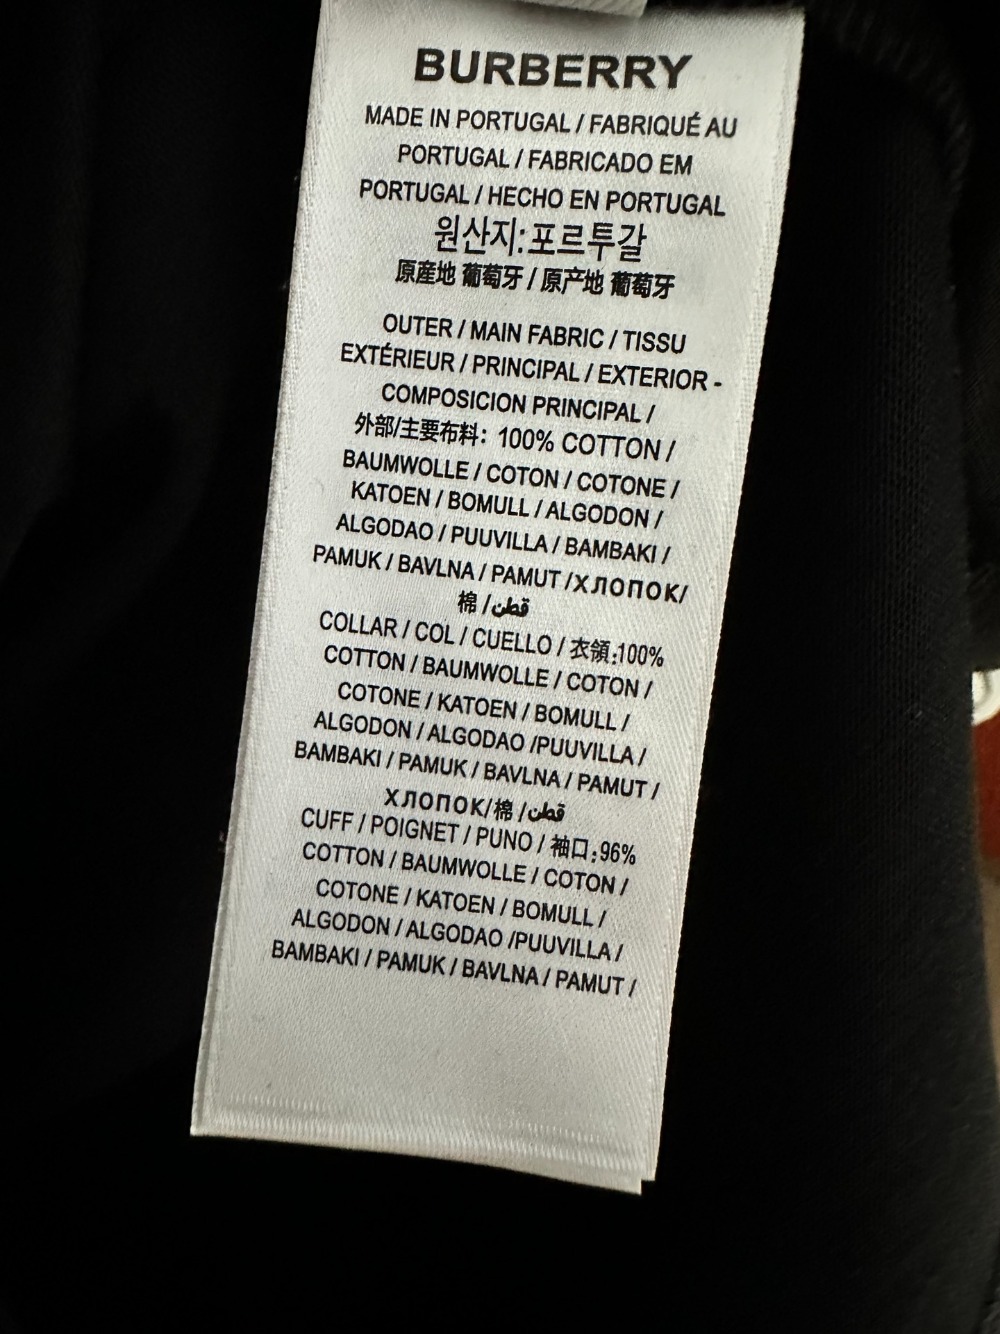 BURBERRY
MADE IN PORTUGAL / FABRIQUÉ AU
PORTUGAL / FABRICADO EM
PORTUGAL / HECHO EN PORTUGAL
원산지: 포르투갈
原産地 葡萄牙 / 原产地 葡萄牙
OUTER / MAIN FABRIC / TISSU
EXTÉRIEUR / PRINCIPAL / EXTERIOR -
COMPOSICION PRINCIPAL /
外部/主要布料: 100% COTTON /
BAUMWOLLE / COTON / COTONE /
KATOEN / BOMULL / ALGODON /
ALGODAO / PUUVILLA / BAMBAKI /
PAMUK / BAVLNA / PAMUT /ХЛОПОК/
棉 /قطن
COLLAR / COL / CUELLO / 衣領:100%
COTTON / BAUMWOLLE / COTON /
COTONE / KATOEN / BOMULL /
ALGODON / ALGODAO /PUUVILLA /
BAMBAKI / PAMUK / BAVLNA / PAMUT /
ХЛОПОК/棉 /قطن
CUFF / POIGNET / PUNO / 袖口:96%
COTTON / BAUMWOLLE / COTON /
COTONE / KATOEN / BOMULL /
ALGODON / ALGODAO /PUUVILLA /
BAMBAKI / PAMUK / BAVLNA / PAMUT /